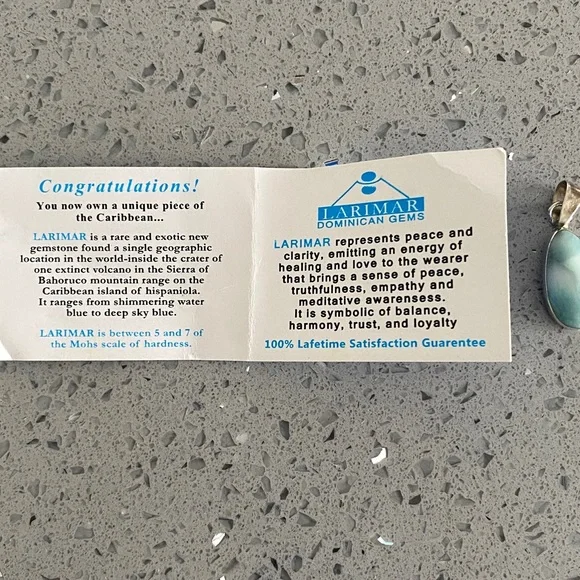 Congratulations!
You now own a unique piece of
the Caribbean...
LARIMAR is a rare and exotic new
gemstone found a single geographic
location in the world-inside the crater of
one extinct volcano in the Sierra of
Bahoruco mountain range on the
Caribbean island of hispaniola.
It ranges from shimmering water
blue to deep sky blue.
LARIMAR is between 5 and 7 of
the Mohs scale of hardness.
LARIMAR
DOMINICAN GEMS
LARIMAR represents peace and
clarity, emitting an energy of
healing and love to the wearer
that brings a sense of peace,
truthfulness, empathy and
meditative awarensess.
It is symbolic of balance,
harmony, trust, and loyalty
100% Lafetime Satisfaction Guarentee